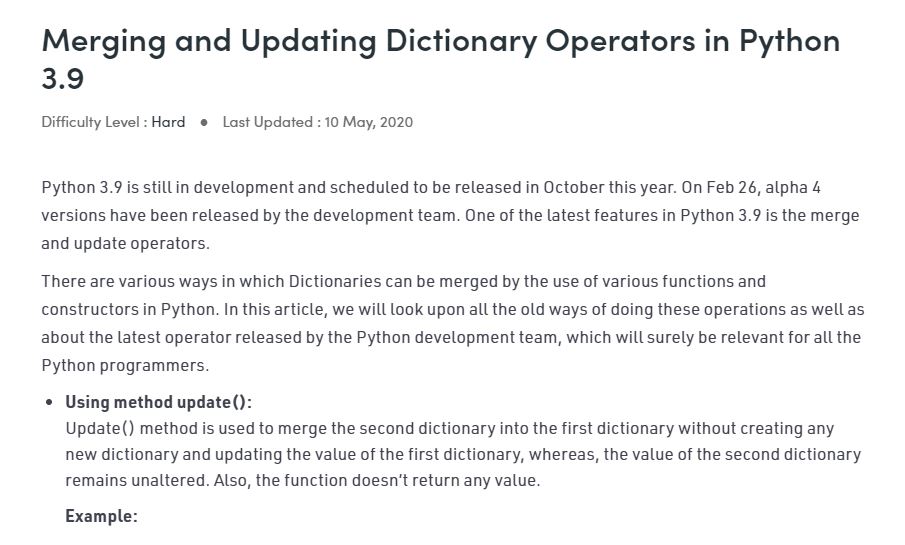 Merging and Updating Dictionary Operators in Python
3.9
Difficulty Level : Hard ● Last Updated : 10 May, 2020
Python 3.9 is still in development and scheduled to be released in October this year. On Feb 26, alpha 4
versions have been released by the development team. One of the latest features in Python 3.9 is the merge
and update operators.
There are various ways in which Dictionaries can be merged by the use of various functions and
constructors in Python. In this article, we will look upon all the old ways of doing these operations as well as
about the latest operator released by the Python development team, which will surely be relevant for all the
Python programmers.
• Using method update():
Update() method is used to merge the second dictionary into the first dictionary without creating any
new dictionary and updating the value of the first dictionary, whereas, the value of the second dictionary
remains unaltered. Also, the function doesn’t return any value.
Example: